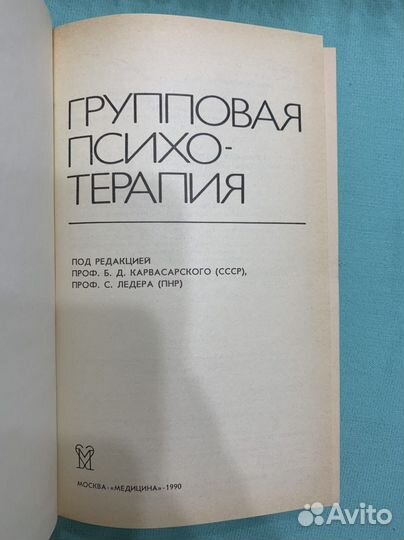 ГРУППОВАЯ
ПСИХО-
ТЕРАПИЯ
ПОД РЕДАКЦИЕЙ
ПРОФ. Б. Д. КАРВАСАРСКОГО (СССР),
ПРОФ. С. ЛЕДЕРА (ПНР)
МОСКВА·«МЕДИЦИНА»·1990
Avito